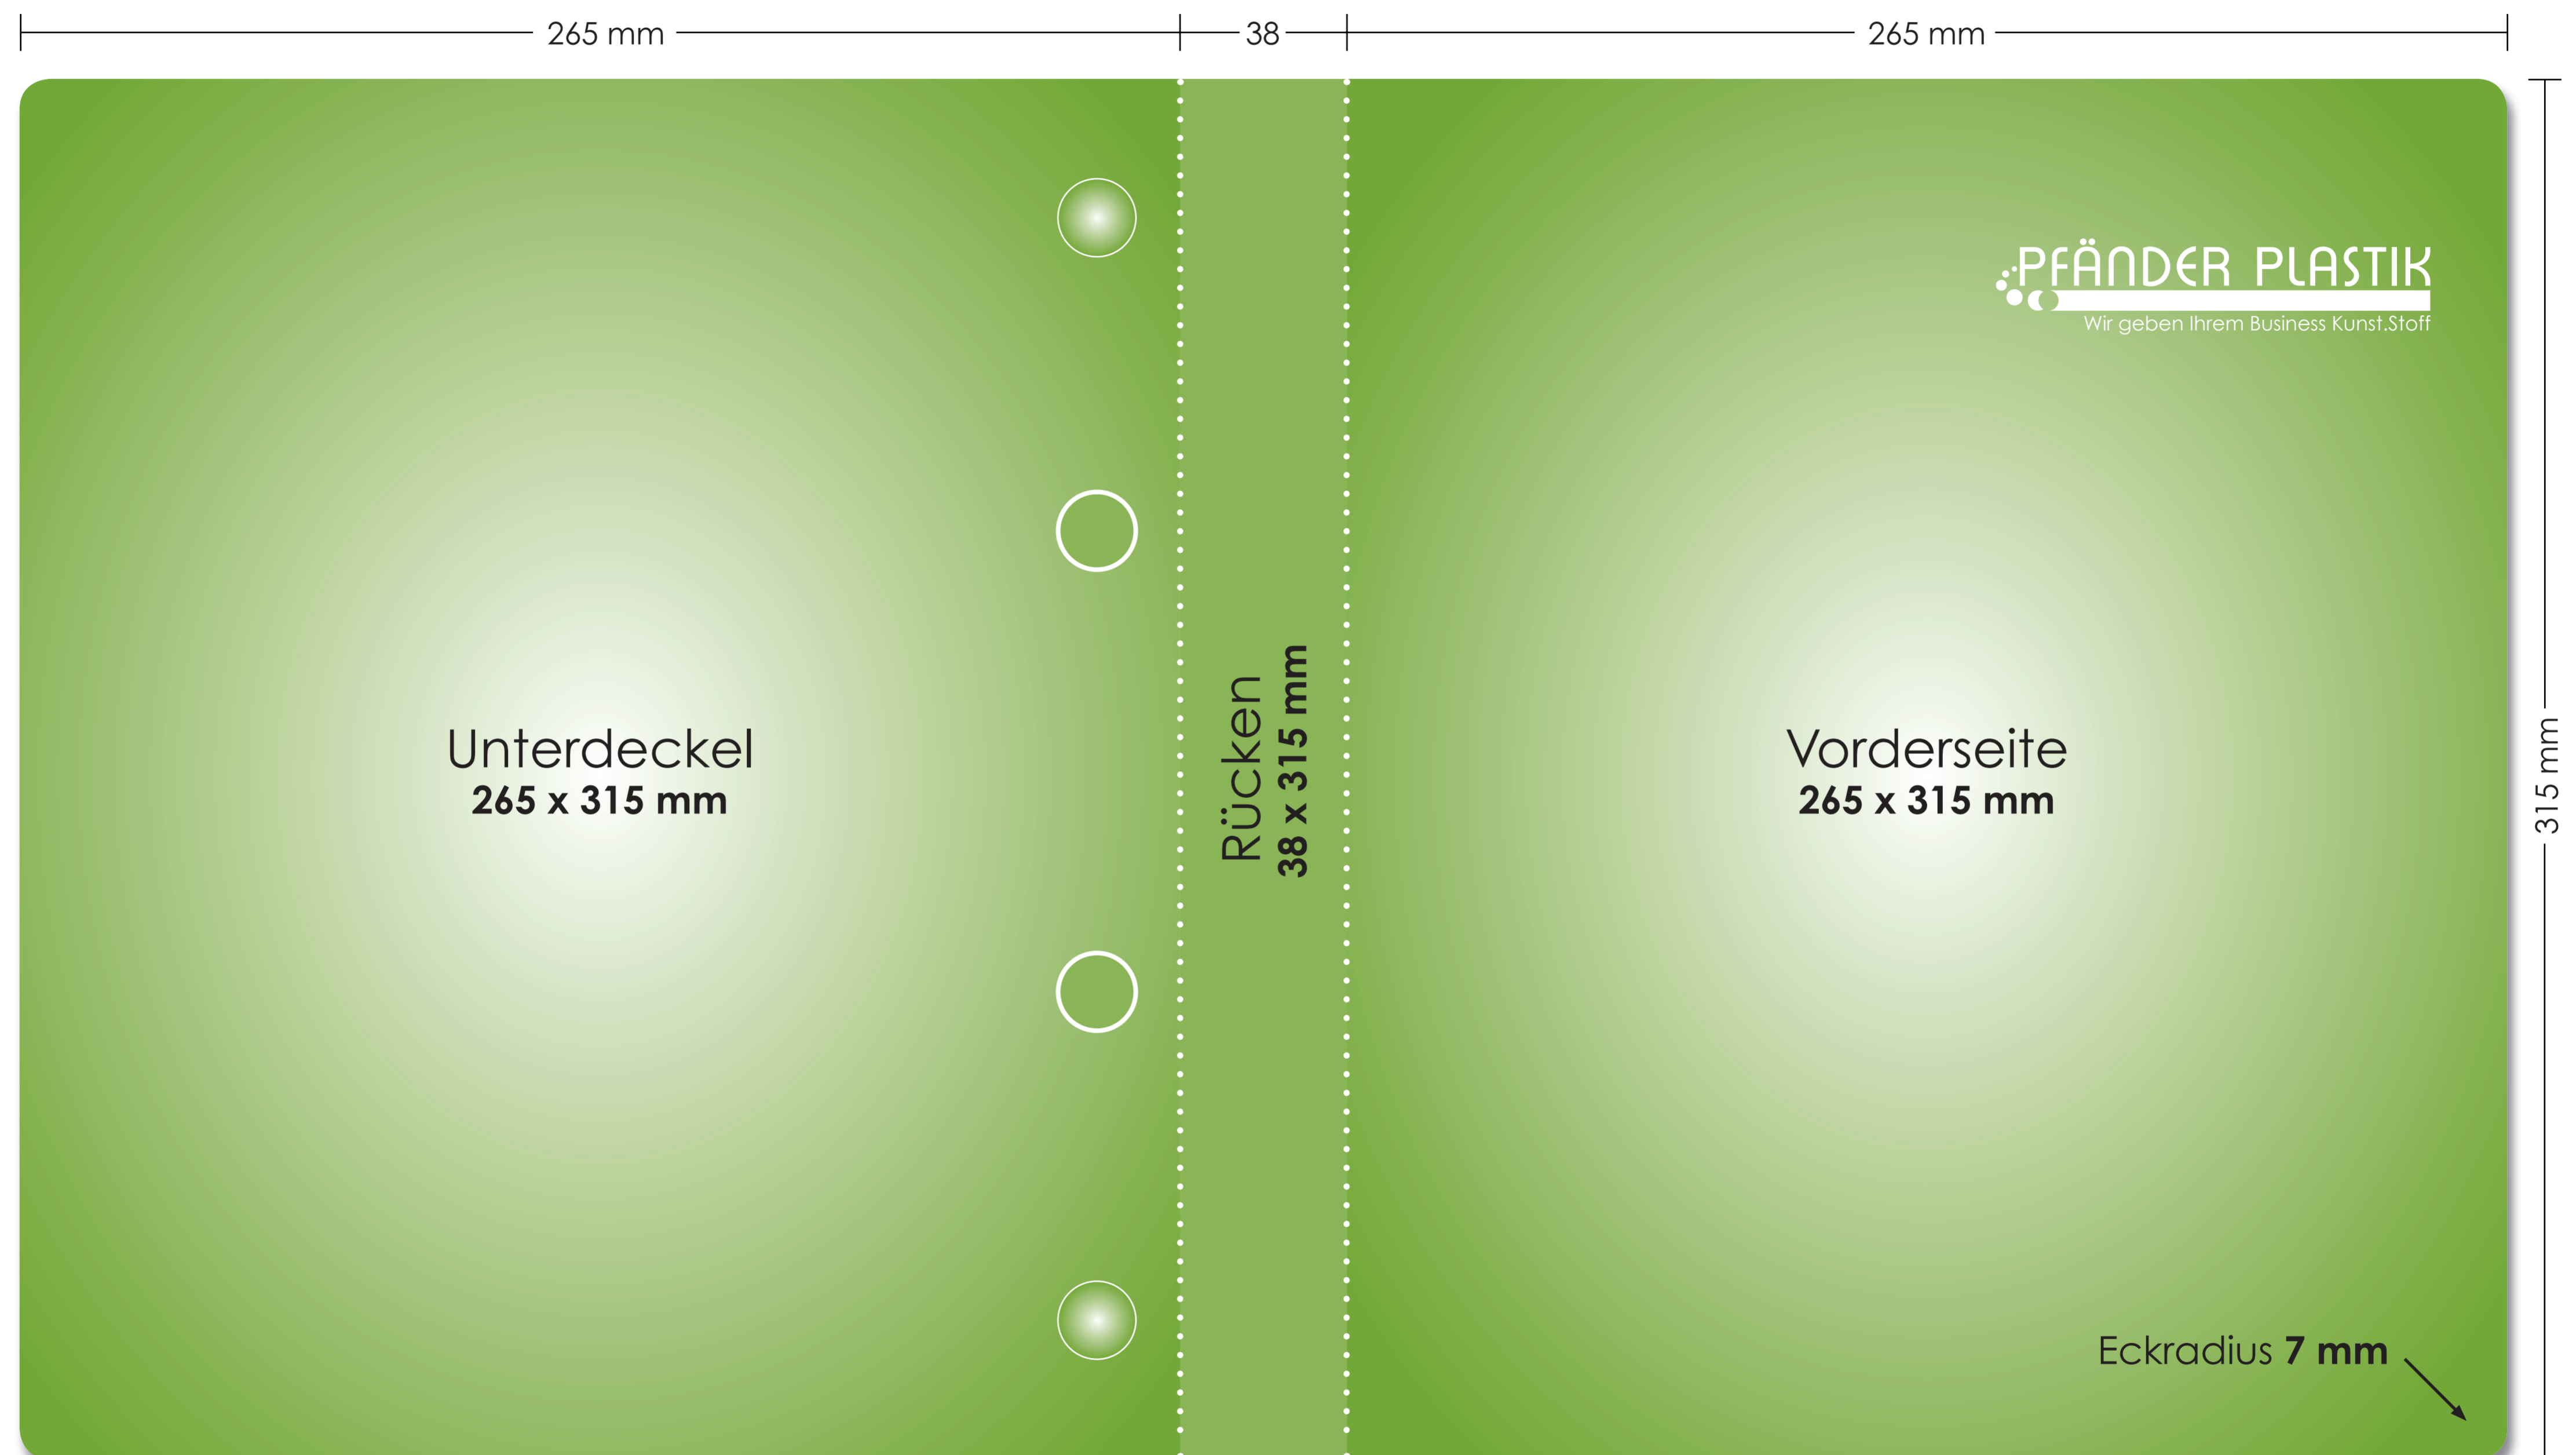 265 mm
38
265 mm
PFÄNDER PLASTIK
Wir geben Ihrem Business Kunst.Stoff
Unterdeckel
265 x 315 mm
Rücken
38 x 315 mm
Vorderseite
265 x 315 mm
315 mm
Eckradius 7 mm